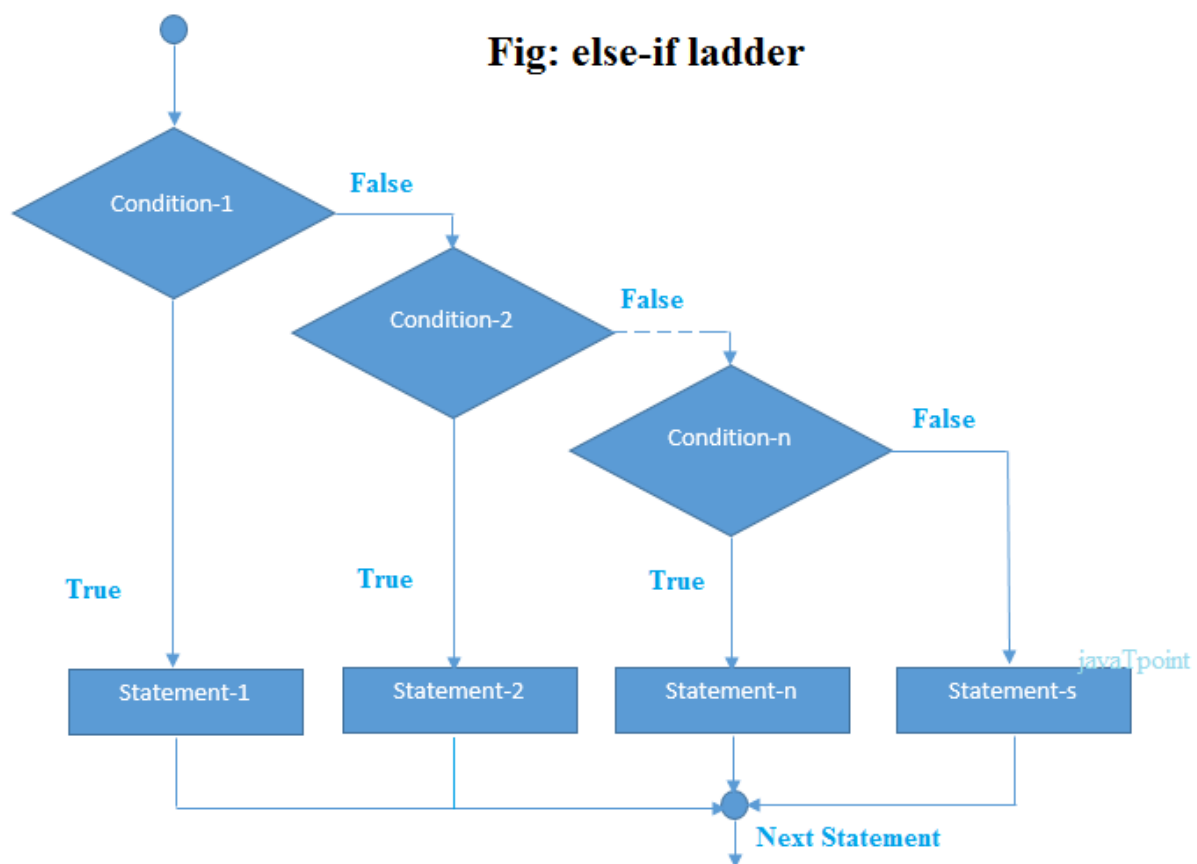 Fig: else-if ladder
Condition-1
False
Condition-2
False
Condition-n
False
True
True
True
Statement-1
Statement-2
Statement-n
Statement-s
javaTpoint
Next Statement